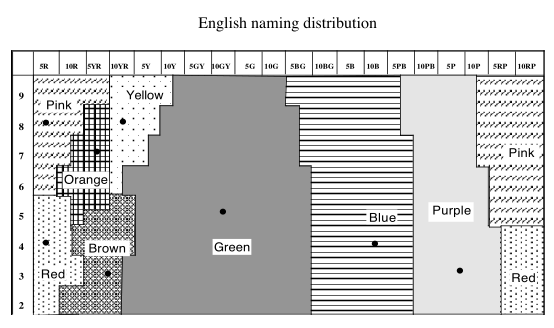 English naming distribution
5R 10R 5YR 10YR 5Y 10Y 5GY 10GY 5G 10G 5BG 10BG 5B 10B 5PB 10PB 5P 10P 5RP 10RP
9
Yellow
Pink
8
7
Pink
Orange
6
Purple
5
Blue
4
Brown
Green
3
Red
Red
2